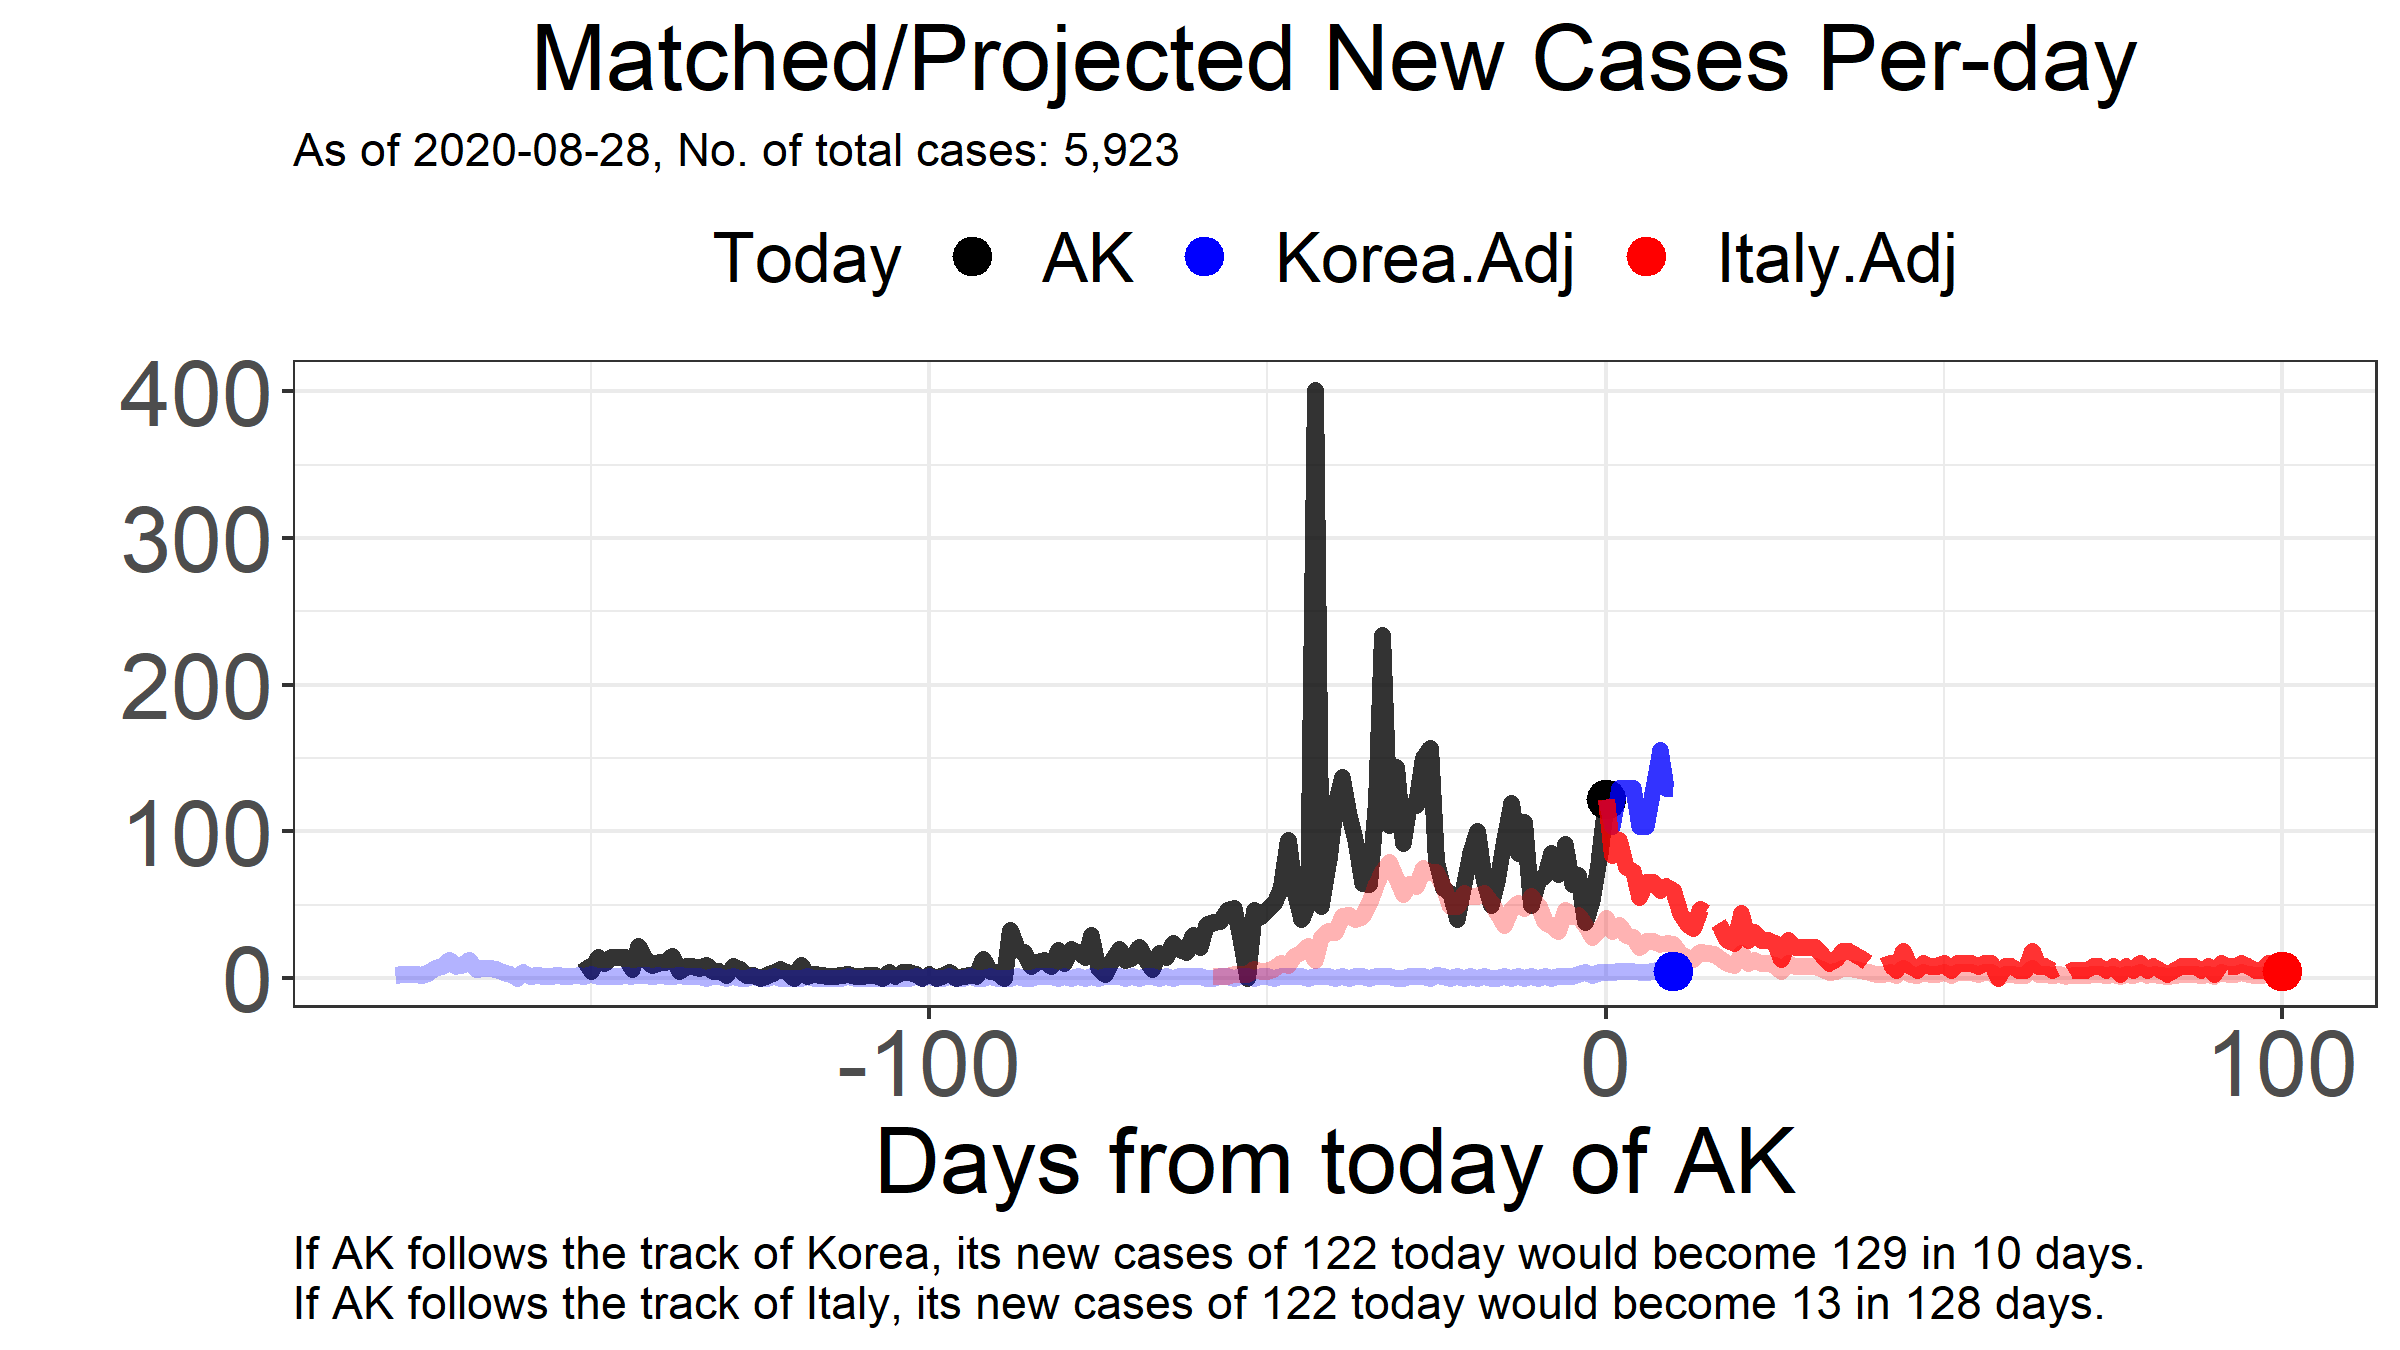 Matched/Projected New Cases Per-day
As of 2020-08-28, No. of total cases: 5,923
Today AK Korea.Adj Italy.Adj
400
300
200
100
0
-100 0 100
Days from today of AK
If AK follows the track of Korea, its new cases of 122 today would become 129 in 10 days.
If AK follows the track of Italy, its new cases of 122 today would become 13 in 128 days.